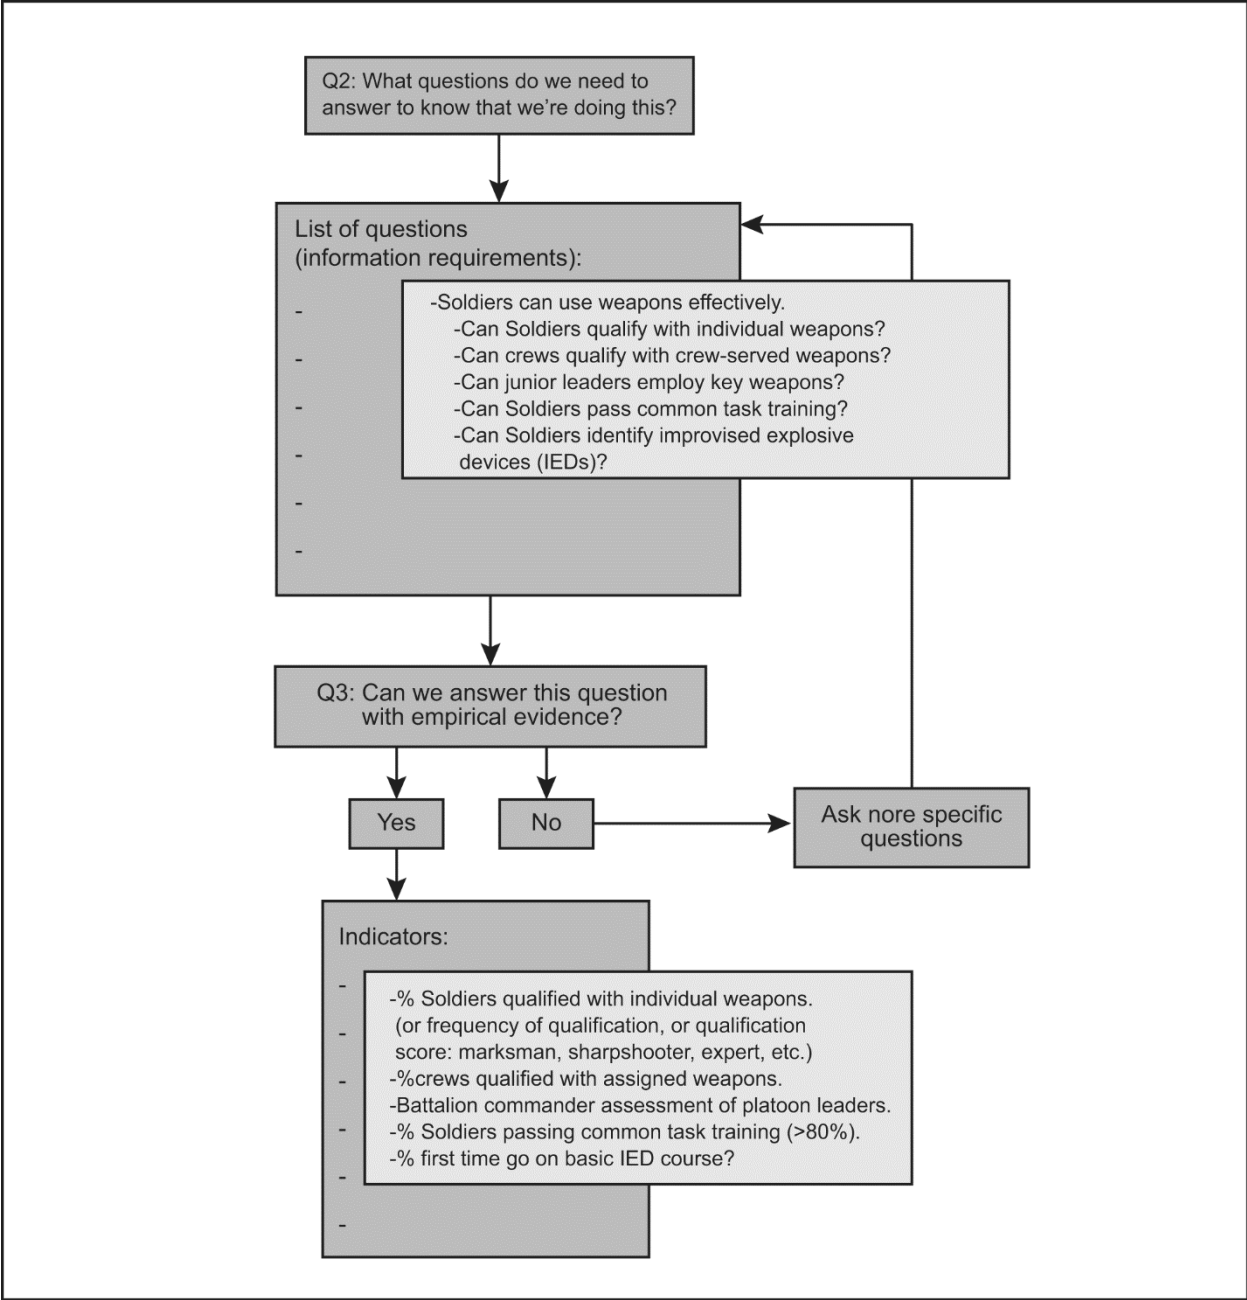 Q2: What questions do we need to
answer to know that we’re doing this?
List of questions
(information requirements):
-
-
-
-
-
-
-Soldiers can use weapons effectively.
-Can Soldiers qualify with individual weapons?
-Can crews qualify with crew-served weapons?
-Can junior leaders employ key weapons?
-Can Soldiers pass common task training?
-Can Soldiers identify improvised explosive
devices (IEDs)?
Q3: Can we answer this question
with empirical evidence?
Yes
No
Ask nore specific
questions
Indicators:
-
-
-
-
-
-
-% Soldiers qualified with individual weapons.
(or frequency of qualification, or qualification
score: marksman, sharpshooter, expert, etc.)
-%crews qualified with assigned weapons.
-Battalion commander assessment of platoon leaders.
-% Soldiers passing common task training (>80%).
-% first time go on basic IED course?